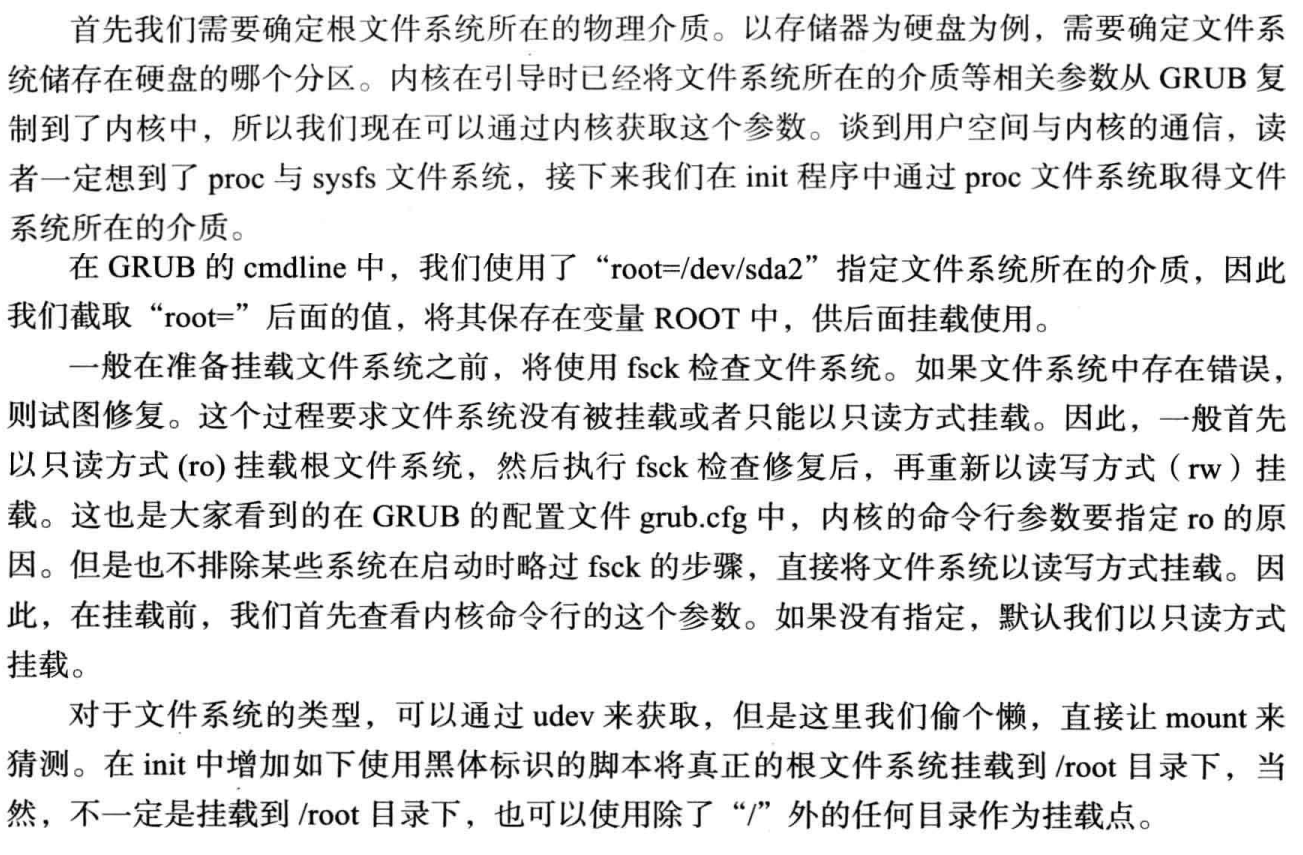 首先我们需要确定根文件系统所在的物理介质。以存储器为硬盘为例，需要确定文件系
统储存在硬盘的哪个分区。内核在引导时已经将文件系统所在的介质等相关参数从 GRUB 复
制到了内核中，所以我们现在可以通过内核获取这个参数。谈到用户空间与内核的通信，读
者一定想到了 proc 与 sysfs 文件系统，接下来我们在 init 程序中通过 proc 文件系统取得文件
系统所在的介质。
在 GRUB 的 cmdline 中，我们使用了“root=/dev/sda2”指定文件系统所在的介质，因此
我们截取“root=”后面的值，将其保存在变量 ROOT 中，供后面挂载使用。
一般在准备挂载文件系统之前，将使用 fsck 检查文件系统。如果文件系统中存在错误，
则试图修复。这个过程要求文件系统没有被挂载或者只能以只读方式挂载。因此，一般首先
以只读方式 (ro) 挂载根文件系统，然后执行 fsck 检查修复后，再重新以读写方式（rw）挂
载。这也是大家看到的在 GRUB 的配置文件 grub.cfg 中，内核的命令行参数要指定 ro 的原
因。但是也不排除某些系统在启动时略过 fsck 的步骤，直接将文件系统以读写方式挂载。因
此，在挂载前，我们首先查看内核命令行的这个参数。如果没有指定，默认我们以只读方式
挂载。
对于文件系统的类型，可以通过 udev 来获取，但是这里我们偷个懒，直接让 mount 来
猜测。在 init 中增加如下使用黑体标识的脚本将真正的根文件系统挂载到 /root 目录下，当
然，不一定是挂载到 /root 目录下，也可以使用除了“/”外的任何目录作为挂载点。